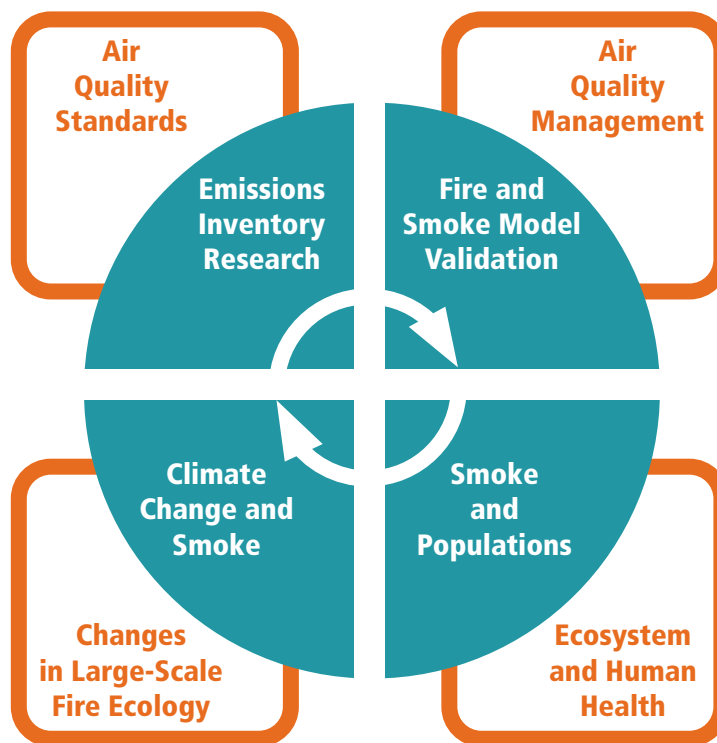 Air
Quality
Standards
Air
Quality
Management
Emissions
Inventory
Research
Fire and
Smoke Model
Validation
Climate
Change and
Smoke
Smoke
and
Populations
Changes
in Large-Scale
Fire Ecology
Ecosystem
and Human
Health